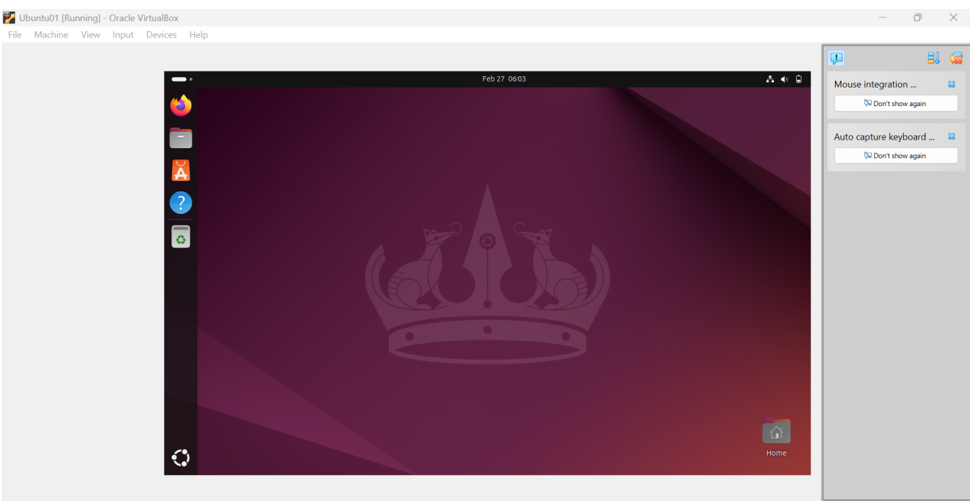 Ubuntu01 [Running] - Oracle VirtualBox
File Machine View Input Devices Help
Feb 27 06:03
Mouse integration ...
Don't show again
Auto capture keyboard ...
Don't show again
Home